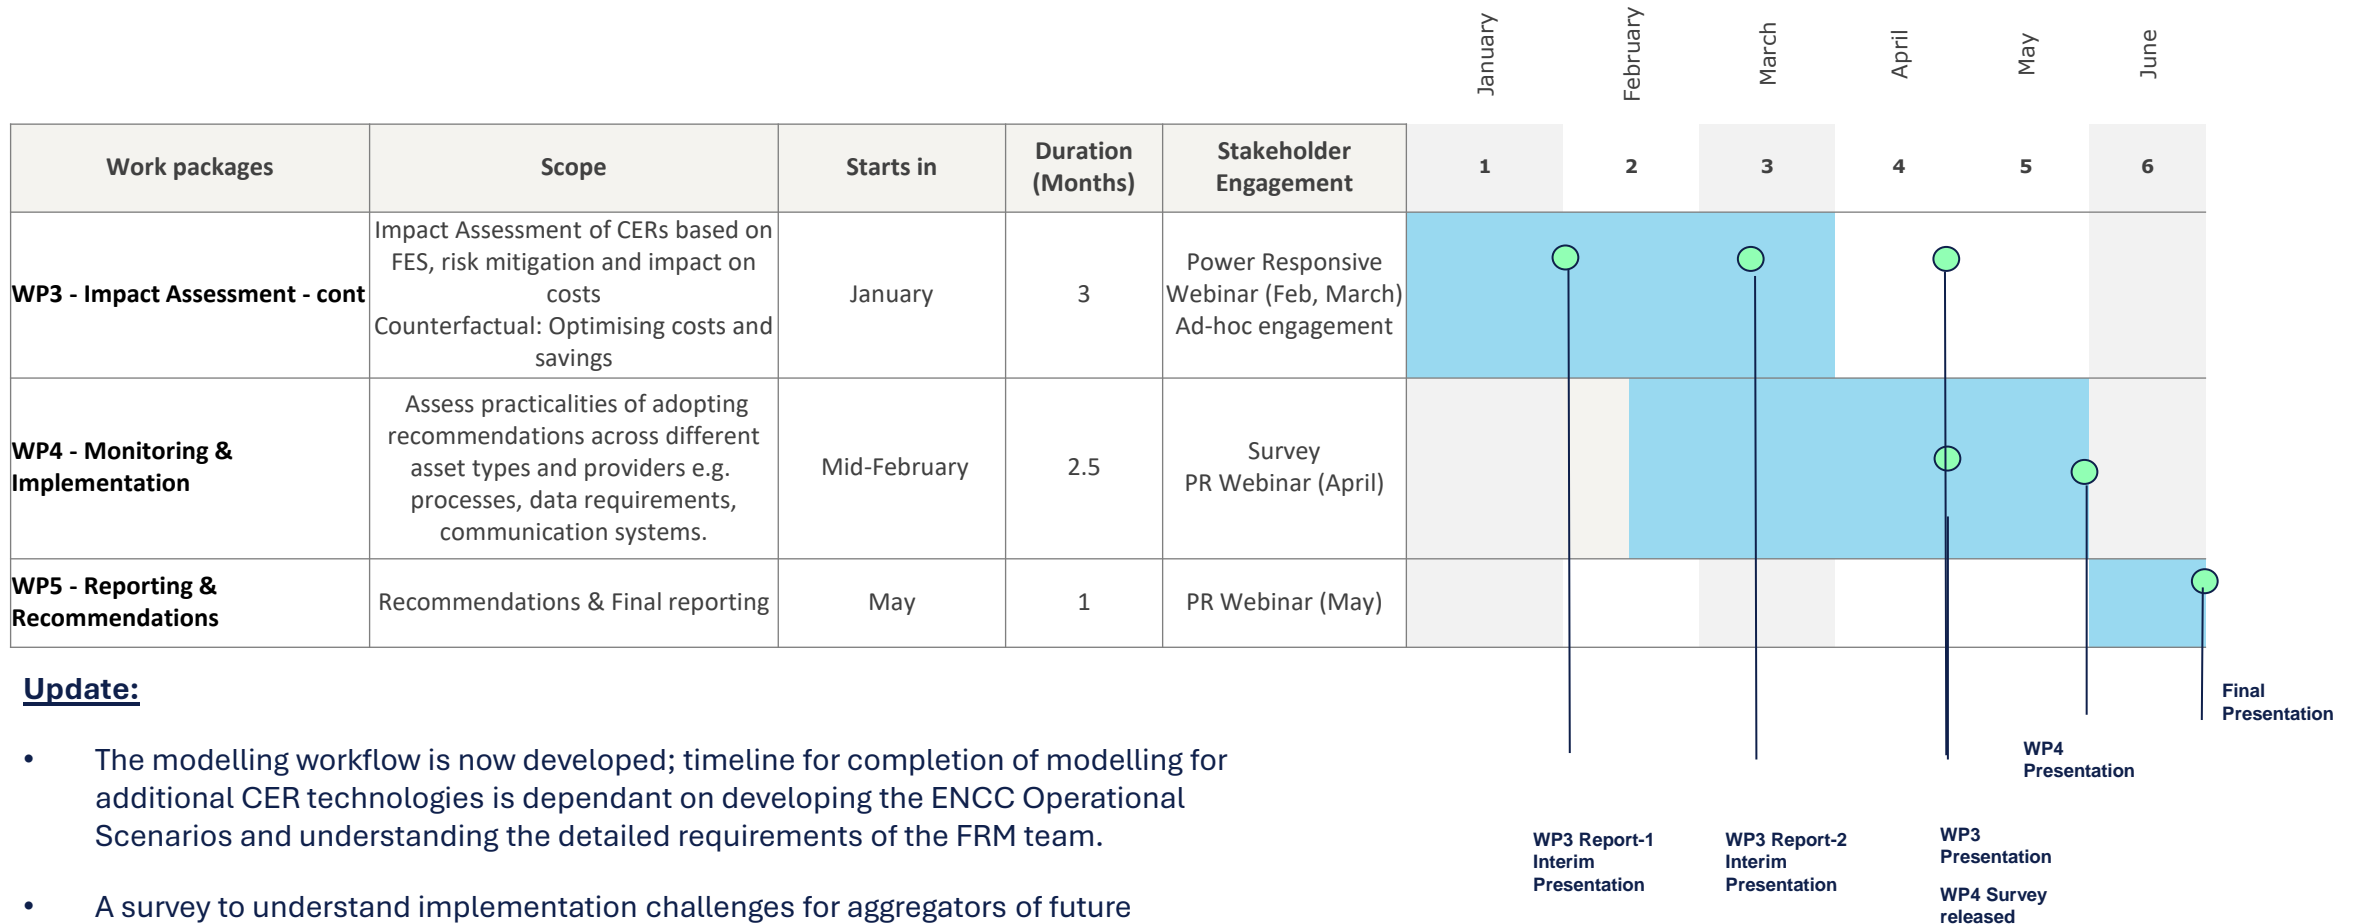 January
February
March
April
May
June
Work packages
Scope
Starts in
Duration
(Months)
Stakeholder
Engagement
1
2
3
4
5
6
WP3 - Impact Assessment - cont
Impact Assessment of CERs based on
FES, risk mitigation and impact on
costs
Counterfactual: Optimising costs and
savings
January
3
Power Responsive
Webinar (Feb, March)
Ad-hoc engagement
WP4 - Monitoring &
Implementation
Assess practicalities of adopting
recommendations across different
asset types and providers e.g.
processes, data requirements,
communication systems.
Mid-February
2.5
Survey
PR Webinar (April)
WP5 - Reporting &
Recommendations
Recommendations & Final reporting
May
1
PR Webinar (May)
Update:
• The modelling workflow is now developed; timeline for completion of modelling for
additional CER technologies is dependant on developing the ENCC Operational
Scenarios and understanding the detailed requirements of the FRM team.
• A survey to understand implementation challenges for aggregators of future
WP3 Report-1
Interim
Presentation
WP3 Report-2
Interim
Presentation
WP3
Presentation
WP4 Survey
released
WP4
Presentation
Final
Presentation